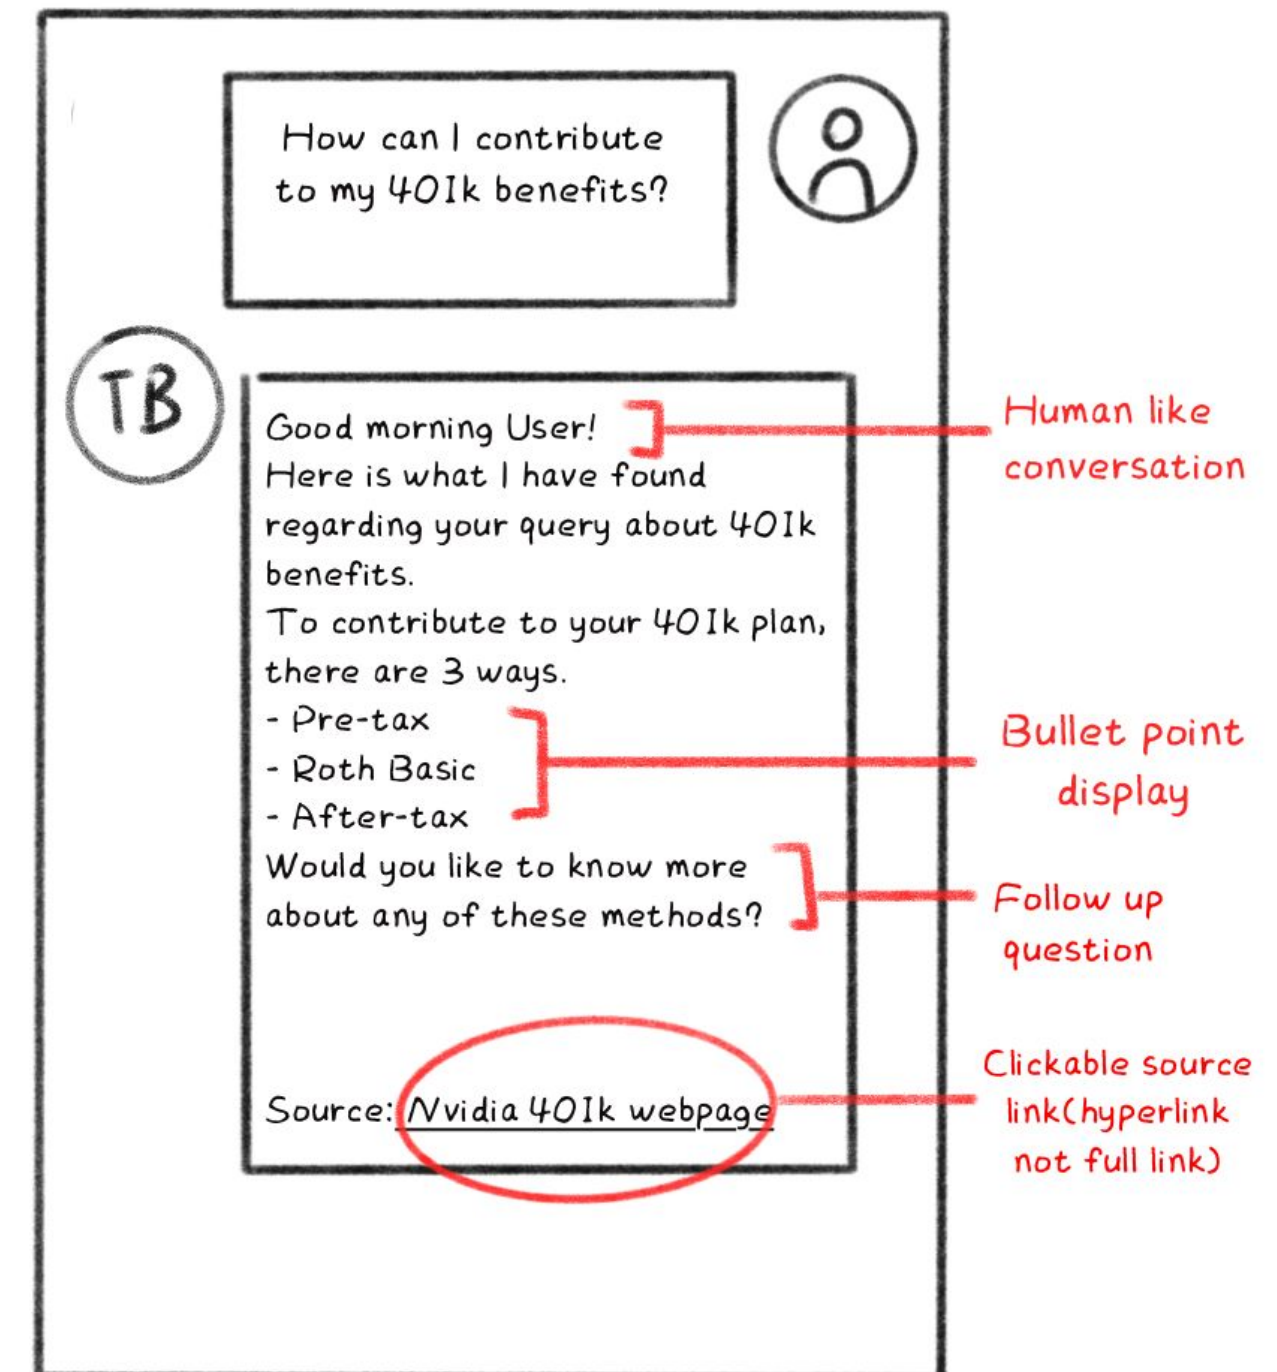 How can I contribute
to my 401k benefits?
TB
Good morning User!
Here is what I have found
regarding your query about 401k
benefits.
To contribute to your 401k plan,
there are 3 ways.
- Pre-tax
- Roth Basic
- After-tax
Would you like to know more
about any of these methods?
Source: Nvidia 401k webpage
Human like
conversation
Bullet point
display
Follow up
question
Clickable source
link(hyperlink
not full link)